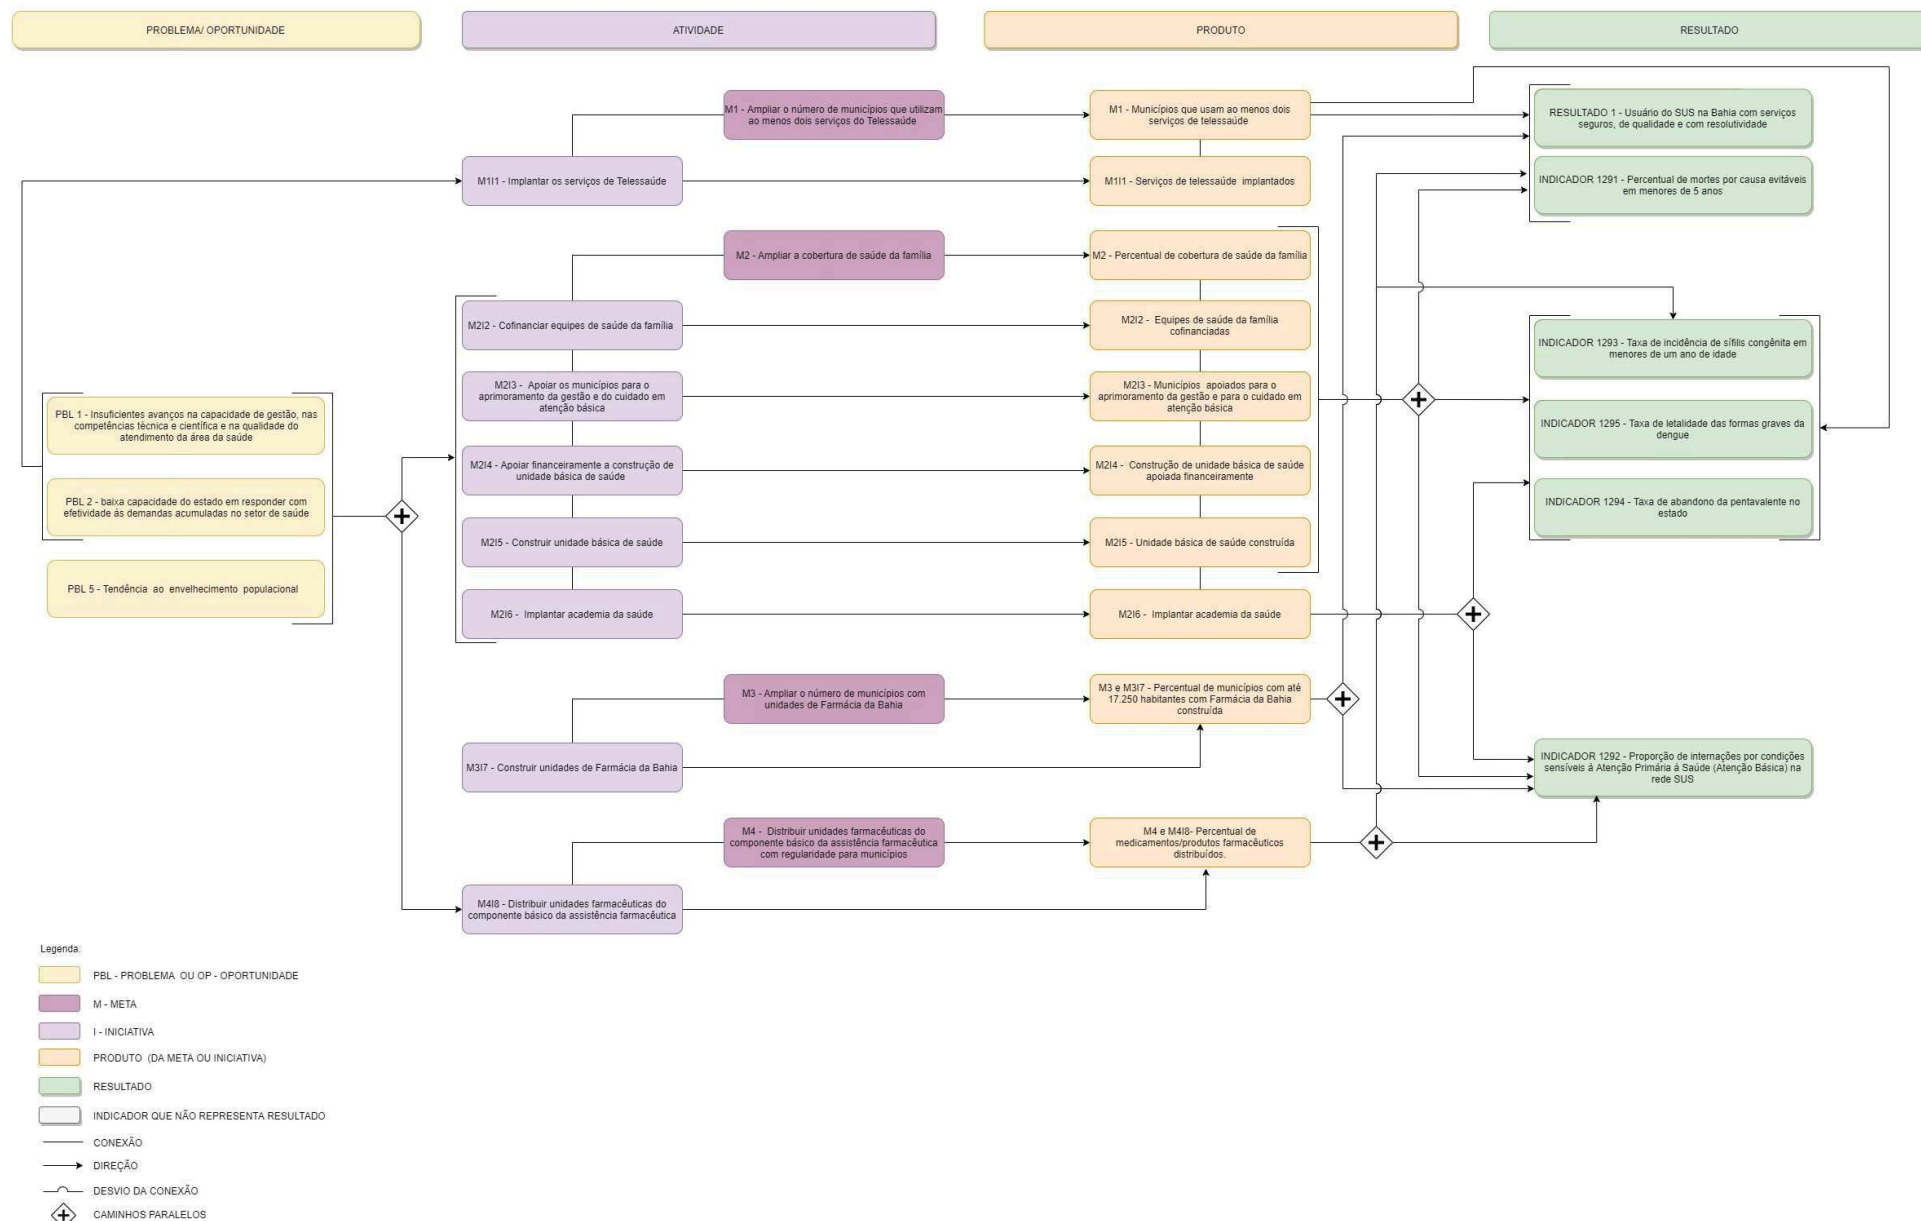 PROBLEMA/ OPORTUNIDADE
ATIVIDADE
PRODUTO
RESULTADO
M1 - Ampliar o número de municípios que utilizam
ao menos dois serviços do Telessaúde
M1 - Municípios que usam ao menos dois
serviços de telessaúde
RESULTADO 1 - Usuário do SUS na Bahia com serviços
seguros, de qualidade e com resolutividade
M1I1 - Implantar os serviços de Telessaúde
M1I1 - Serviços de telessaúde implantados
INDICADOR 1291 - Percentual de mortes por causa evitáveis
em menores de 5 anos
M2 - Ampliar a cobertura de saúde da família
M2 - Percentual de cobertura de saúde da família
M2I2 - Cofinanciar equipes de saúde da família
M2I2 - Equipes de saúde da família
cofinanciadas
INDICADOR 1293 - Taxa de incidência de sífilis congênita em
menores de um ano de idade
PBL 1 - Insuficientes avanços na capacidade de gestão, nas
competências tècnica e científica e na qualidade do
atendimento da área da saúde
M2I3 - Apoiar os municípios para o
aprimoramento da gestão e do cuidado em
atenção básica
M2I3 - Municípios apoiados para o
aprimoramento da gestão e para o cuidado em
atenção básica
INDICADOR 1295 - Taxa de letalidade das formas graves da
dengue
PBL 2 - baixa capacidade do estado em responder com
efetividade ás demandas acumuladas no setor de saúde
M2I4 - Apoiar financeiramente a construção de
unidade básica de saúde
M2I4 - Construção de unidade básica de saúde
apoiada financeiramente
INDICADOR 1294 - Taxa de abandono da pentavalente no
estado
M2I5 - Construir unidade básica de saúde
M2I5 - Unidade básica de saúde construída
PBL 5 - Tendência ao envelhecimento populacional
M2I6 - Implantar academia da saúde
M2I6 - Implantar academia da saúde
M3 - Ampliar o número de municípios com
unidades de Farmácia da Bahia
M3 e M3I7 - Percentual de municípios com até
17.250 habitantes com Farmácia da Bahia
construída
M3I7 - Construir unidades de Farmácia da Bahia
INDICADOR 1292 - Proporção de internações por condições
sensíveis á Atenção Primária á Saúde (Atenção Básica) na
rede SUS
M4 - Distribuir unidades farmacêuticas do
componente básico da assistência farmacêutica
com regularidade para municípios
M4 e M4I8- Percentual de
medicamentos/produtos farmacêuticos
distribuídos.
M4I8 - Distribuir unidades farmacêuticas do
componente básico da assistência farmacêutica
Legenda:
PBL - PROBLEMA OU OP - OPORTUNIDADE
M - META
I - INICIATIVA
PRODUTO (DA META OU INICIATIVA)
RESULTADO
INDICADOR QUE NÃO REPRESENTA RESULTADO
CONEXÃO
DIREÇÃO
DESVIO DA CONEXÃO
CAMINHOS PARALELOS